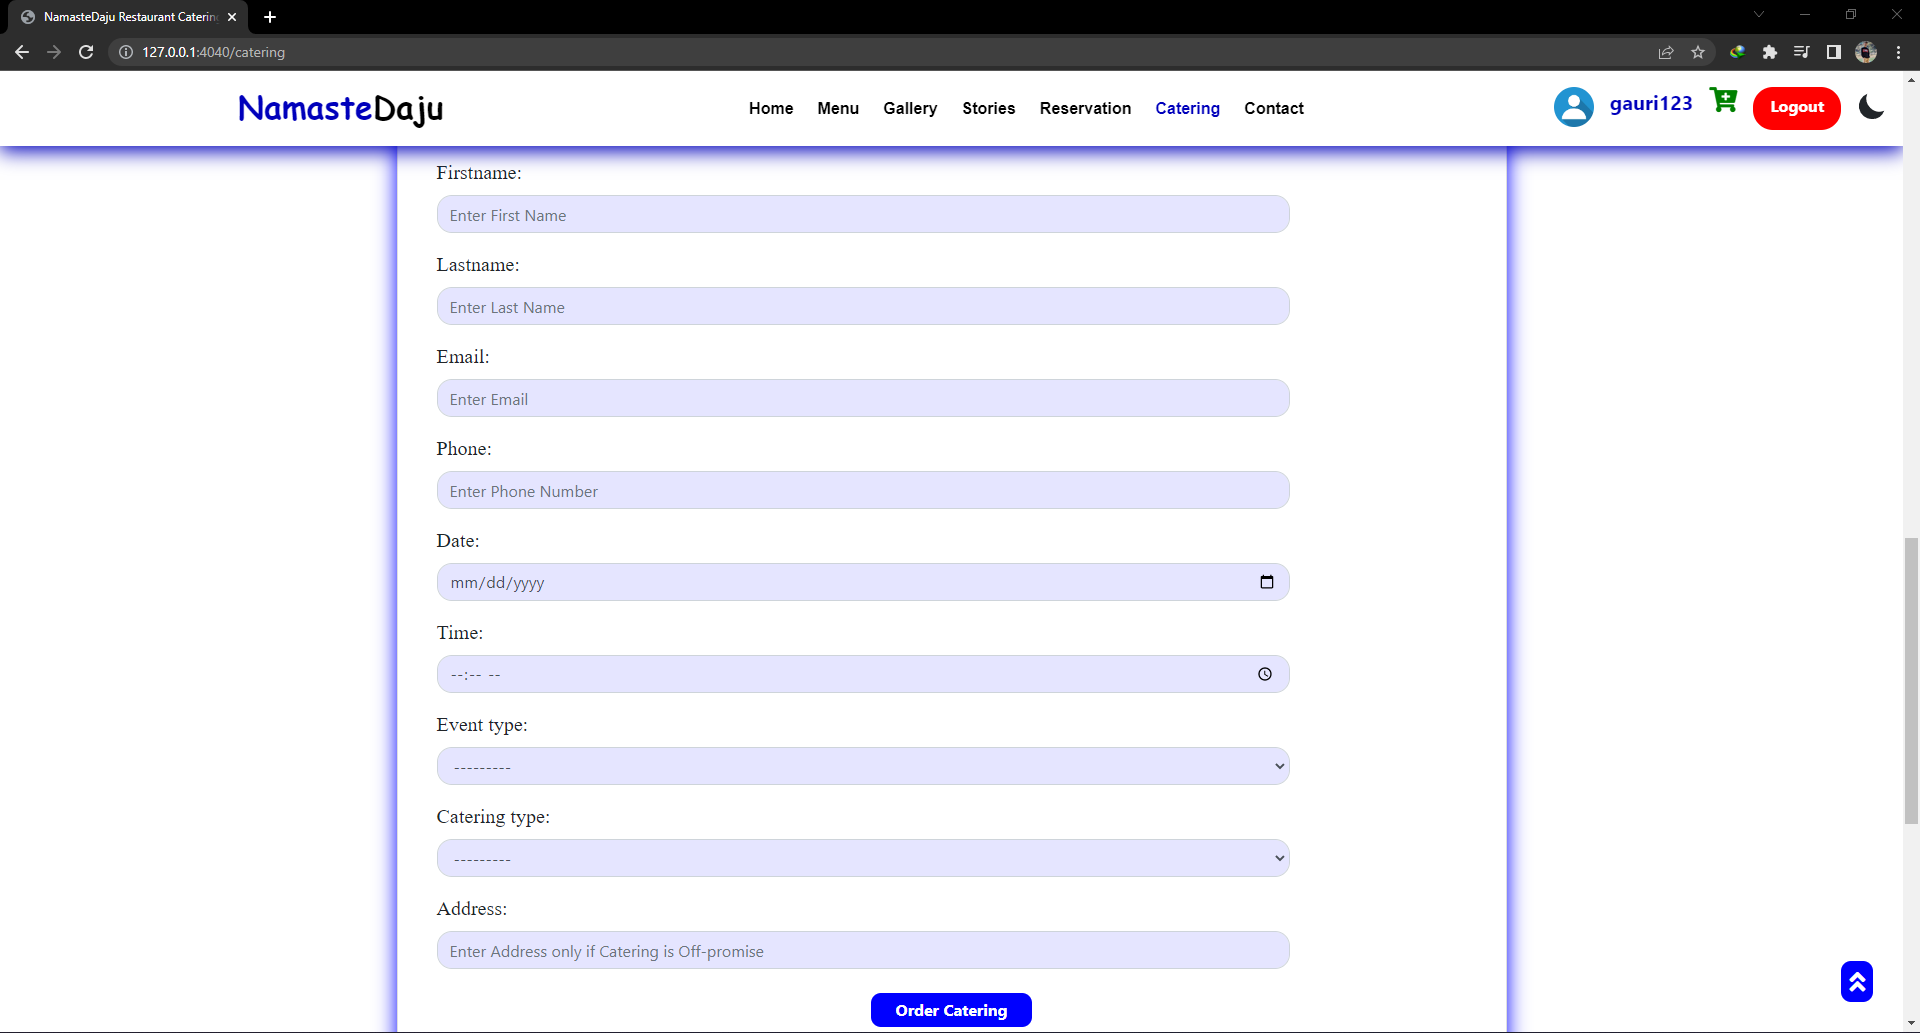 NamasteDaju Restaurant Catering
127.0.0.1:4040/catering
NamasteDaju
Home Menu Gallery Stories Reservation Catering Contact
gauri123
Logout
Firstname:
Enter First Name
Lastname:
Enter Last Name
Email:
Enter Email
Phone:
Enter Phone Number
Date:
mm/dd/yyyy
Time:
--:-- --
Event type:
---------
Catering type:
---------
Address:
Enter Address only if Catering is Off-promise
Order Catering